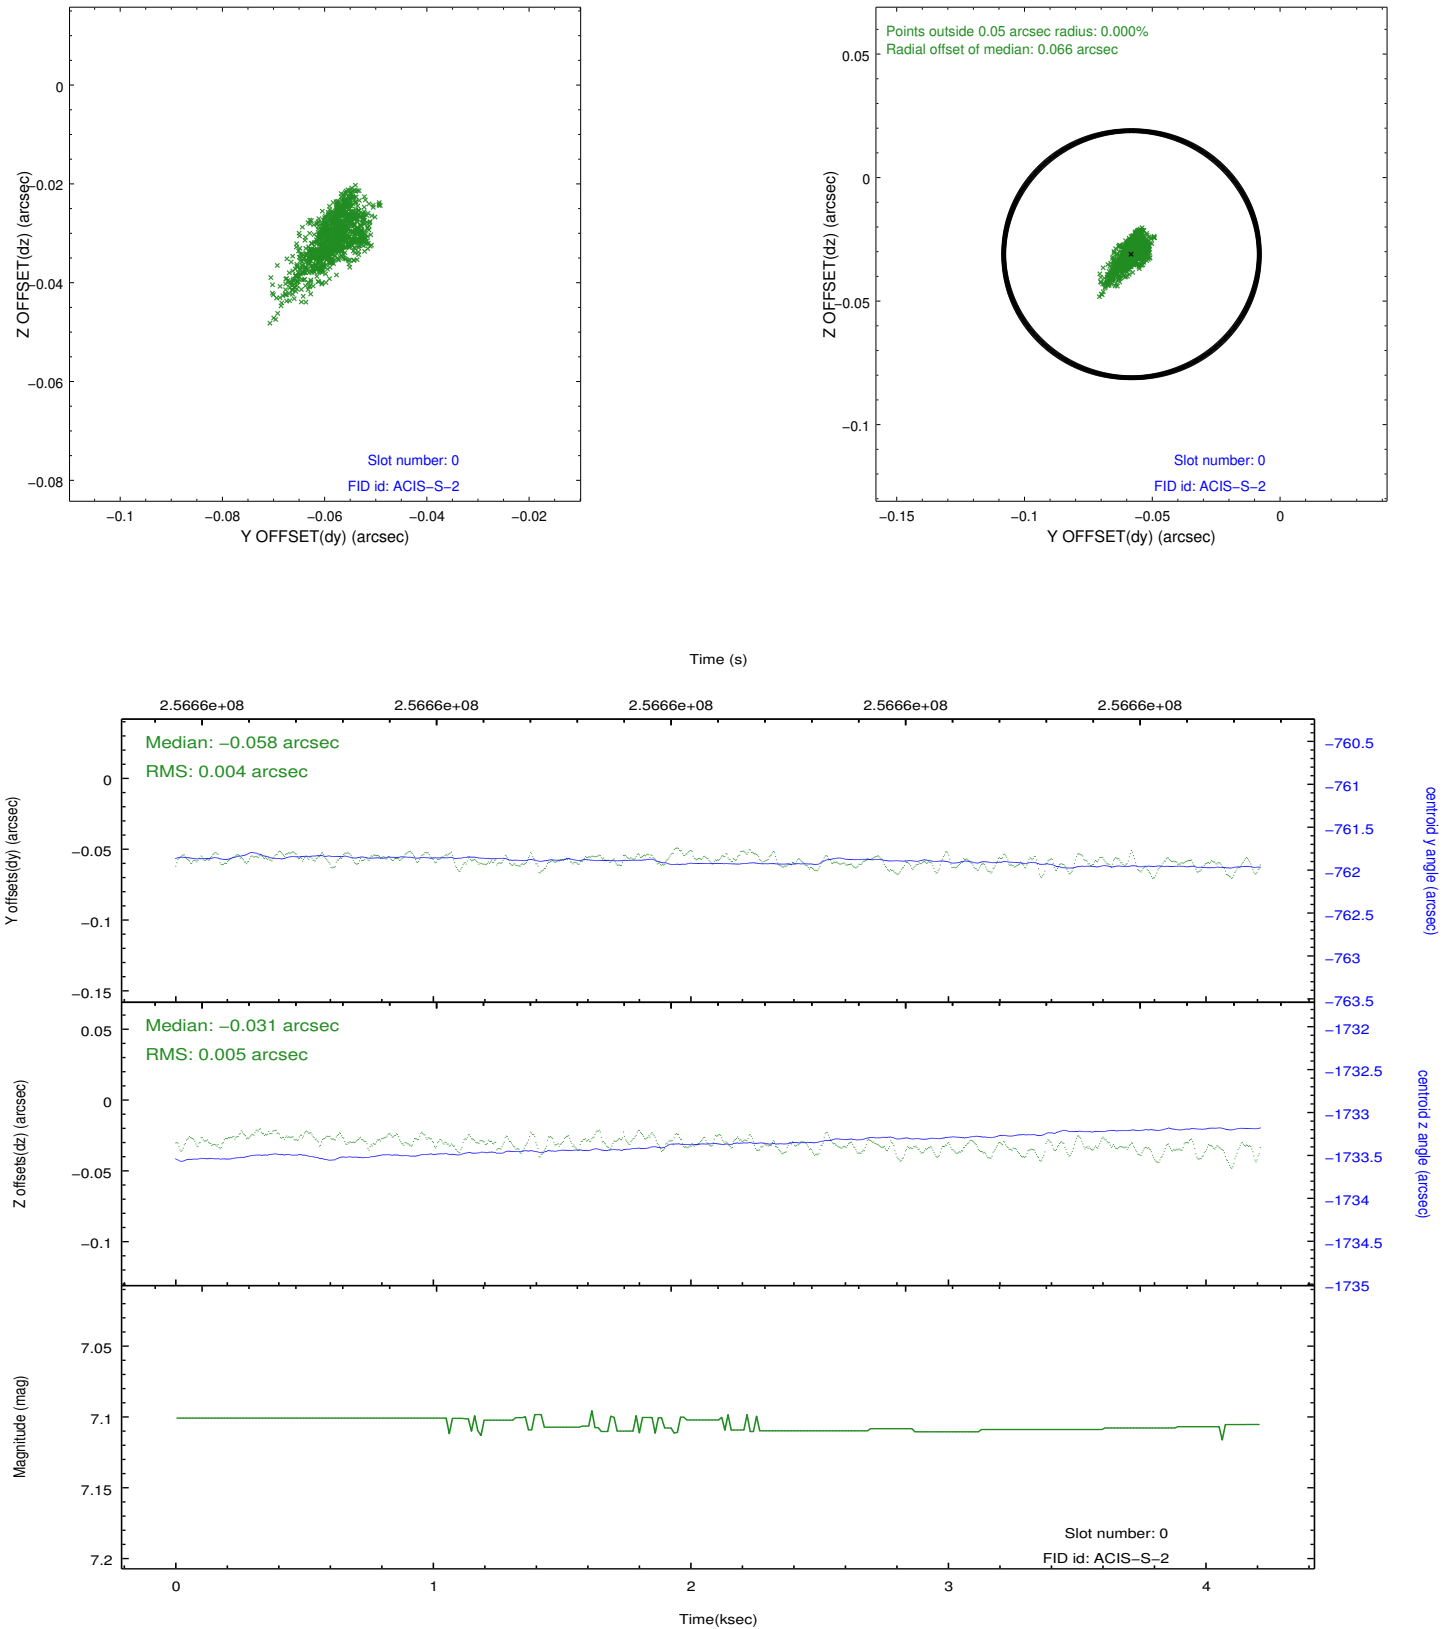 0
−0.02
−0.04
−0.06
−0.08
Z OFFSET(dz) (arcsec)
Slot number: 0
FID id: ACIS−S−2
−0.1
−0.08
−0.06
−0.04
−0.02
Y OFFSET(dy) (arcsec)
Points outside 0.05 arcsec radius: 0.000%
Radial offset of median: 0.066 arcsec
0.05
0
−0.05
−0.1
Z OFFSET(dz) (arcsec)
Slot number: 0
FID id: ACIS−S−2
−0.15
−0.1
−0.05
0
Y OFFSET(dy) (arcsec)
Time (s)
2.5666e+08
2.5666e+08
2.5666e+08
2.5666e+08
2.5666e+08
Median: −0.058 arcsec
RMS: 0.004 arcsec
0
−0.05
−0.1
−0.15
Y offsets(dy) (arcsec)
−760.5
−761
−761.5
−762
−762.5
−763
−763.5
centroid y angle (arcsec)
Median: −0.031 arcsec
RMS: 0.005 arcsec
0.05
0
−0.05
−0.1
Z offsets(dz) (arcsec)
−1732
−1732.5
−1733
−1733.5
−1734
−1734.5
−1735
centroid z angle (arcsec)
7.05
7.1
7.15
7.2
Magnitude (mag)
Slot number: 0
FID id: ACIS−S−2
0
1
2
3
4
Time(ksec)